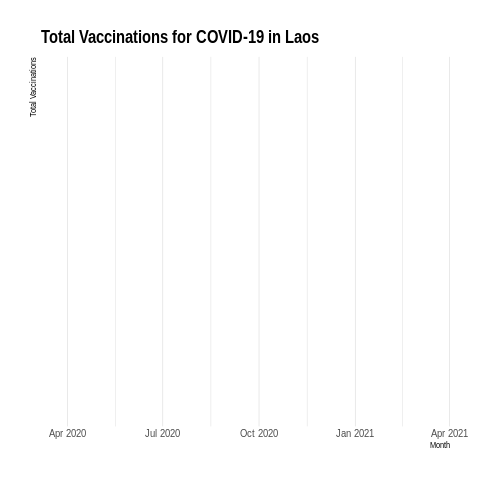 Total Vaccinations for COVID-19 in Laos
Total Vaccinations
Apr 2020
Jul 2020
Oct 2020
Jan 2021
Apr 2021
Month